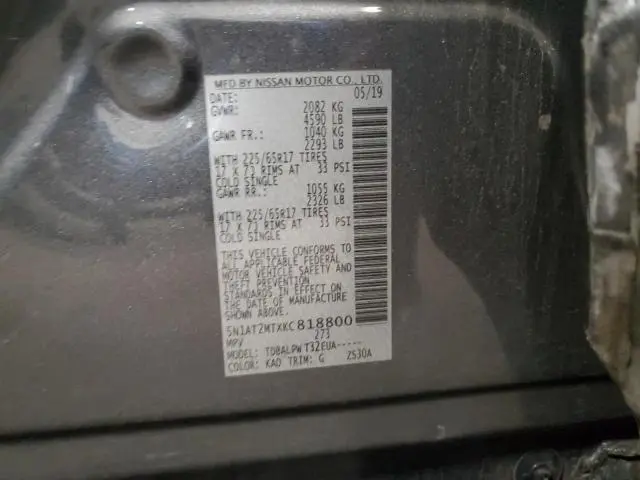 MFD BY NISSAN MOTOR CO., LTD.
DATE: 05/19
GVWR: 2082 KG
4590 LB
GAWR FR.: 1040 KG
2293 LB
WITH 225/65R17 TIRES
17 X 7J RIMS AT 33 PSI
COLD SINGLE
GAWR RR.: 1055 KG
2326 LB
WITH 225/65R17 TIRES
17 X 7J RIMS AT 33 PSI
COLD SINGLE
THIS VEHICLE CONFORMS TO
ALL APPLICABLE FEDERAL
MOTOR VEHICLE SAFETY AND
THEFT PREVENTION
STANDARDS IN EFFECT ON
THE DATE OF MANUFACTURE
SHOWN ABOVE.
5N1AT2MTXKC818800
MPV 273
MODEL: TDBALPW T32EUA-----
COLOR: KAD TRIM: G 2S30A